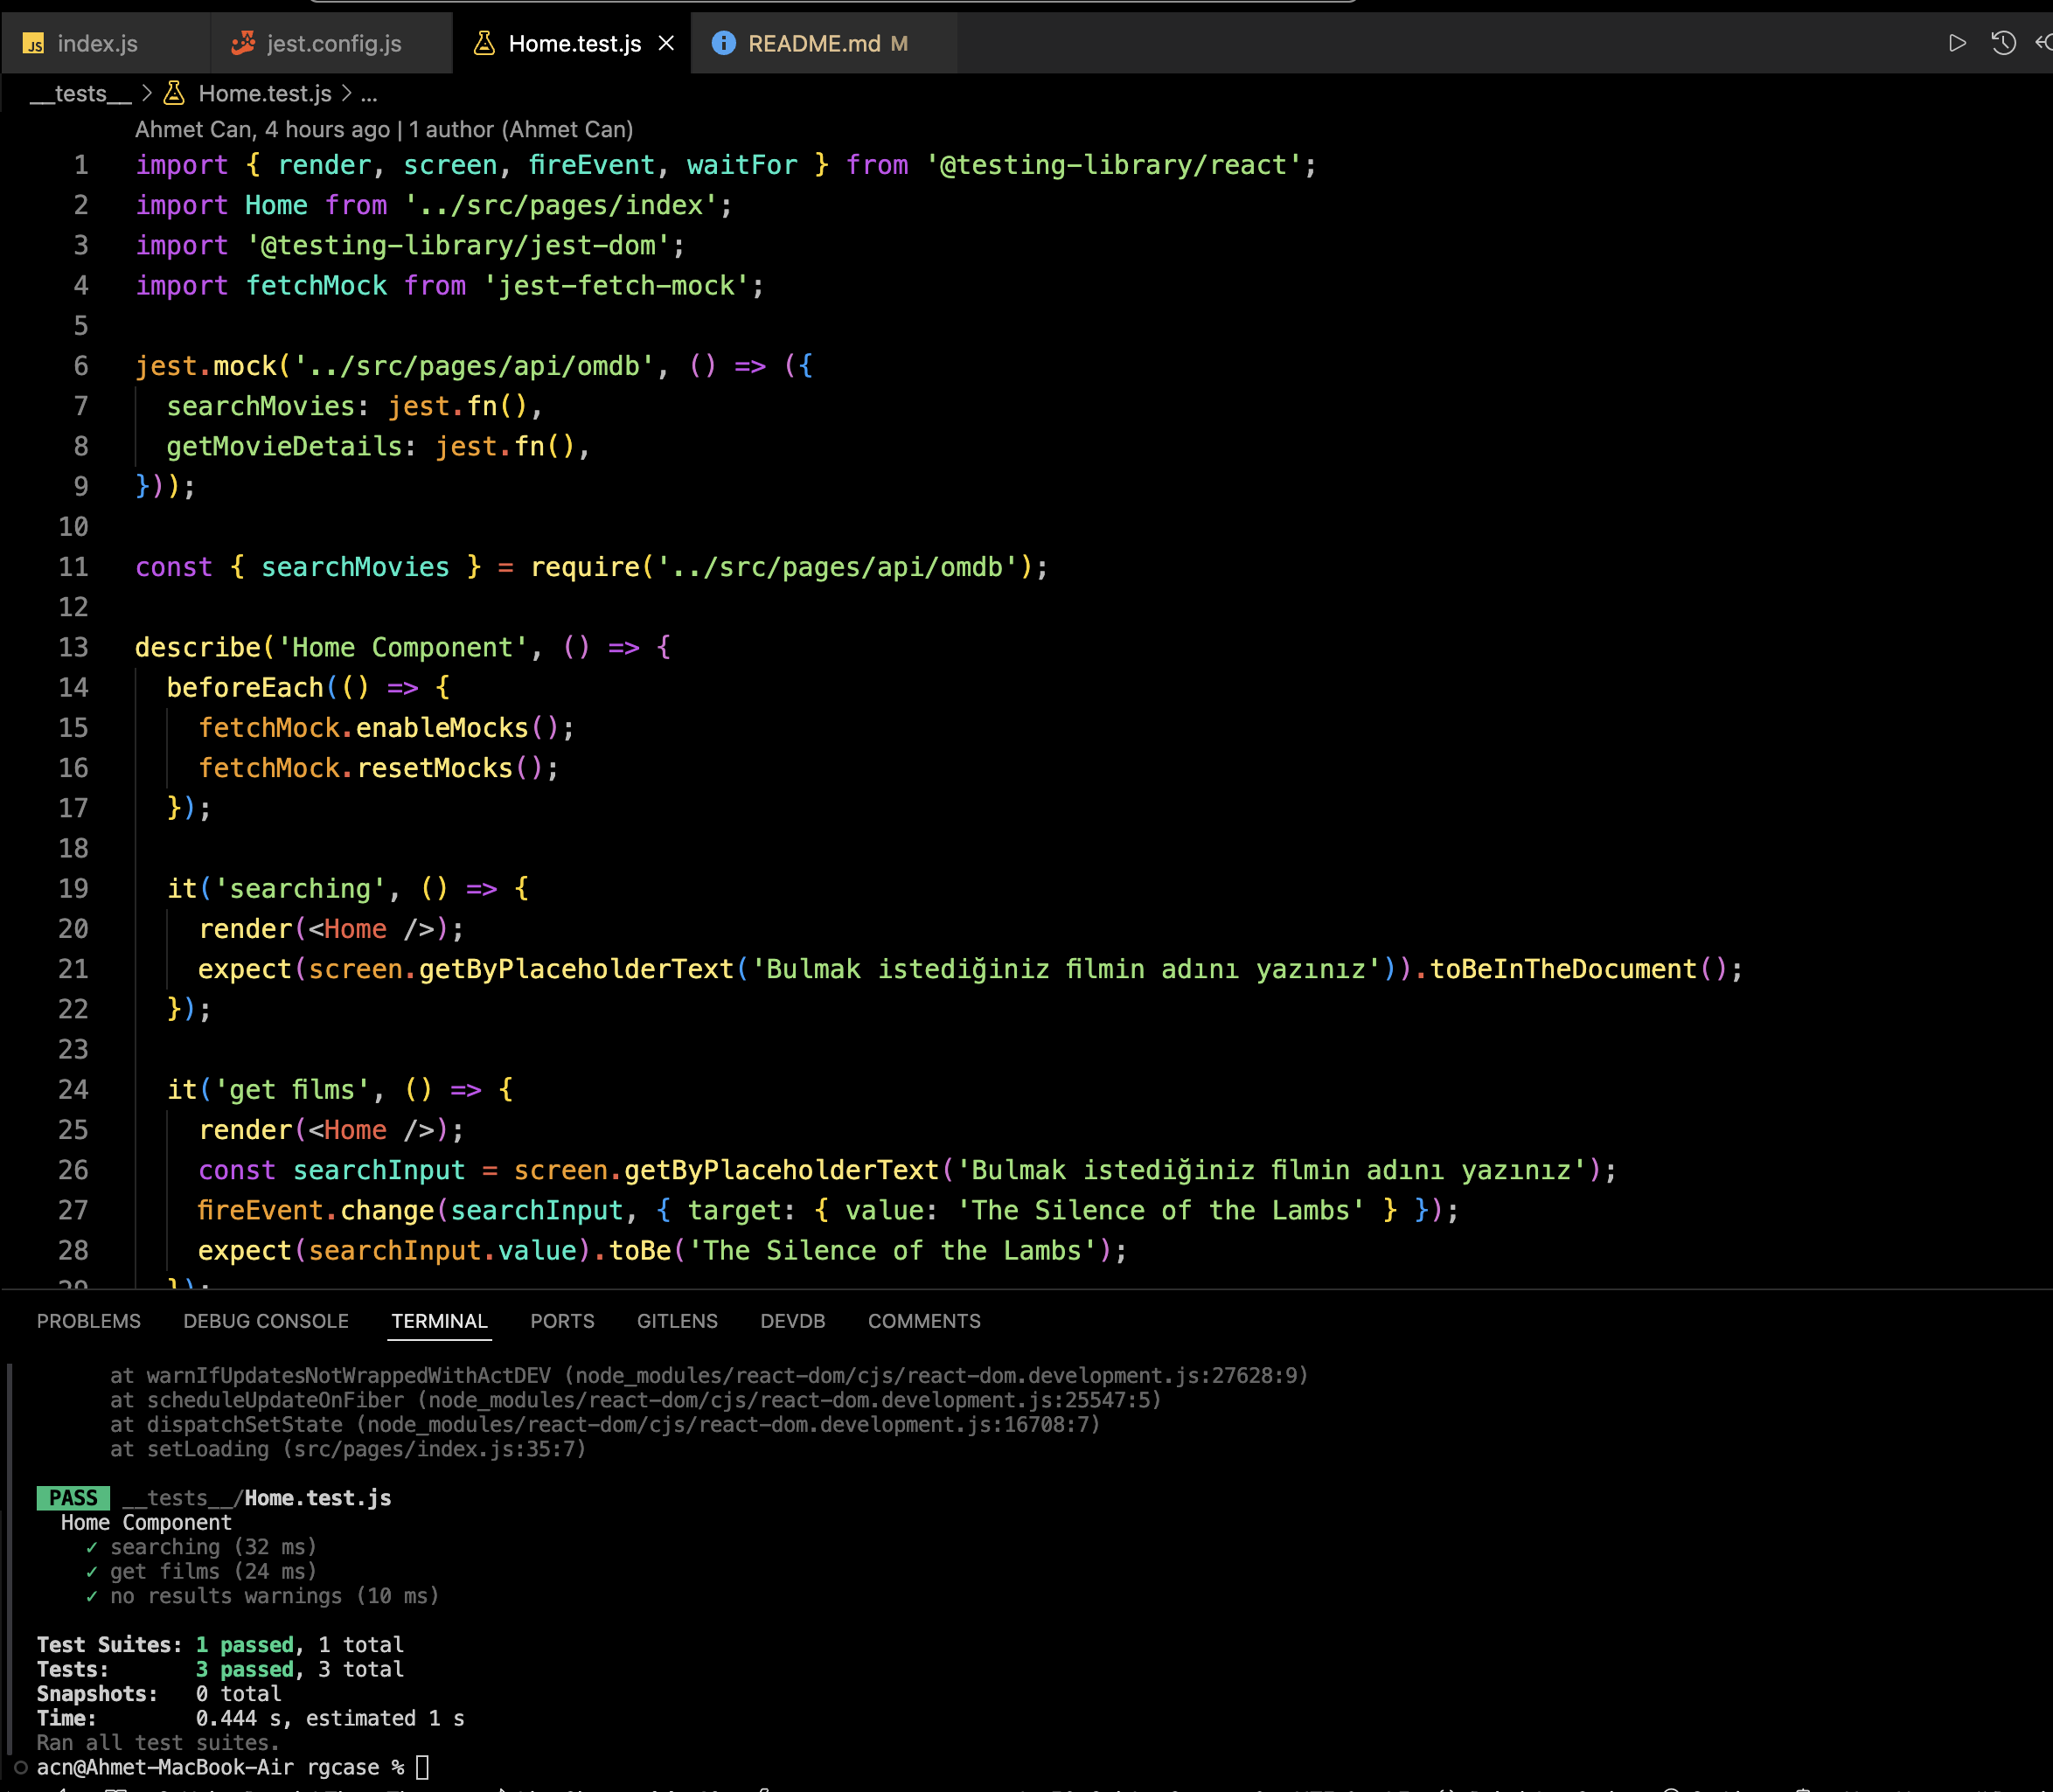 index.js jest.config.js Home.test.js README.md M
__tests__ > Home.test.js > ...
Ahmet Can, 4 hours ago | 1 author (Ahmet Can)
1 import { render, screen, fireEvent, waitFor } from '@testing-library/react';
2 import Home from '../src/pages/index';
3 import '@testing-library/jest-dom';
4 import fetchMock from 'jest-fetch-mock';
5
6 jest.mock('../src/pages/api/omdb', () => ({
7   searchMovies: jest.fn(),
8   getMovieDetails: jest.fn(),
9 }));
10
11 const { searchMovies } = require('../src/pages/api/omdb');
12
13 describe('Home Component', () => {
14   beforeEach(() => {
15     fetchMock.enableMocks();
16     fetchMock.resetMocks();
17   });
18
19   it('searching', () => {
20     render(<Home />);
21     expect(screen.getByPlaceholderText('Bulmak istediğiniz filmin adını yazınız')).toBeInTheDocument();
22   });
23
24   it('get films', () => {
25     render(<Home />);
26     const searchInput = screen.getByPlaceholderText('Bulmak istediğiniz filmin adını yazınız');
27     fireEvent.change(searchInput, { target: { value: 'The Silence of the Lambs' } });
28     expect(searchInput.value).toBe('The Silence of the Lambs');
29   });
PROBLEMS DEBUG CONSOLE TERMINAL PORTS GITLENS DEVDB COMMENTS
at warnIfUpdatesNotWrappedWithActDEV (node_modules/react-dom/cjs/react-dom.development.js:27628:9)
at scheduleUpdateOnFiber (node_modules/react-dom/cjs/react-dom.development.js:25547:5)
at dispatchSetState (node_modules/react-dom/cjs/react-dom.development.js:16708:7)
at setLoading (src/pages/index.js:35:7)
PASS __tests__/Home.test.js
Home Component
✓ searching (32 ms)
✓ get films (24 ms)
✓ no results warnings (10 ms)
Test Suites: 1 passed, 1 total
Tests: 3 passed, 3 total
Snapshots: 0 total
Time: 0.444 s, estimated 1 s
Ran all test suites.
acn@Ahmet-MacBook-Air rgcase %